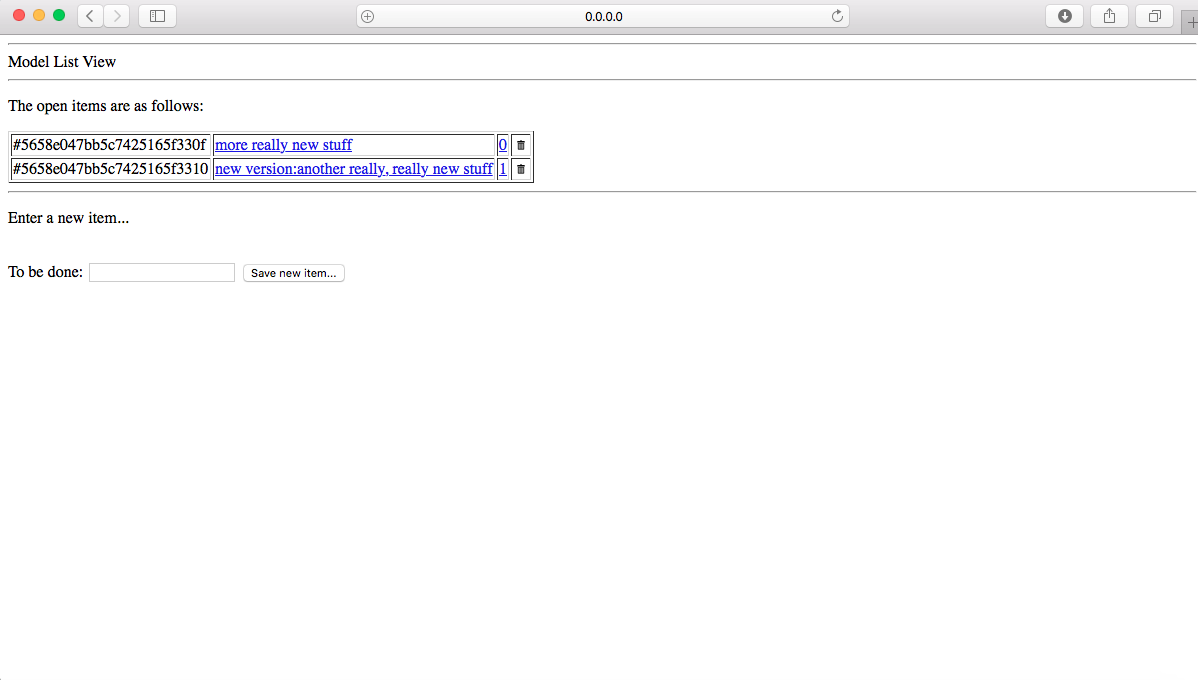 0.0.0.0
Model List View
The open items are as follows:
#5658e047bb5c7425165f330f more really new stuff 0
#5658e047bb5c7425165f3310 new version:another really, really new stuff 1
Enter a new item...
To be done: Save new item...